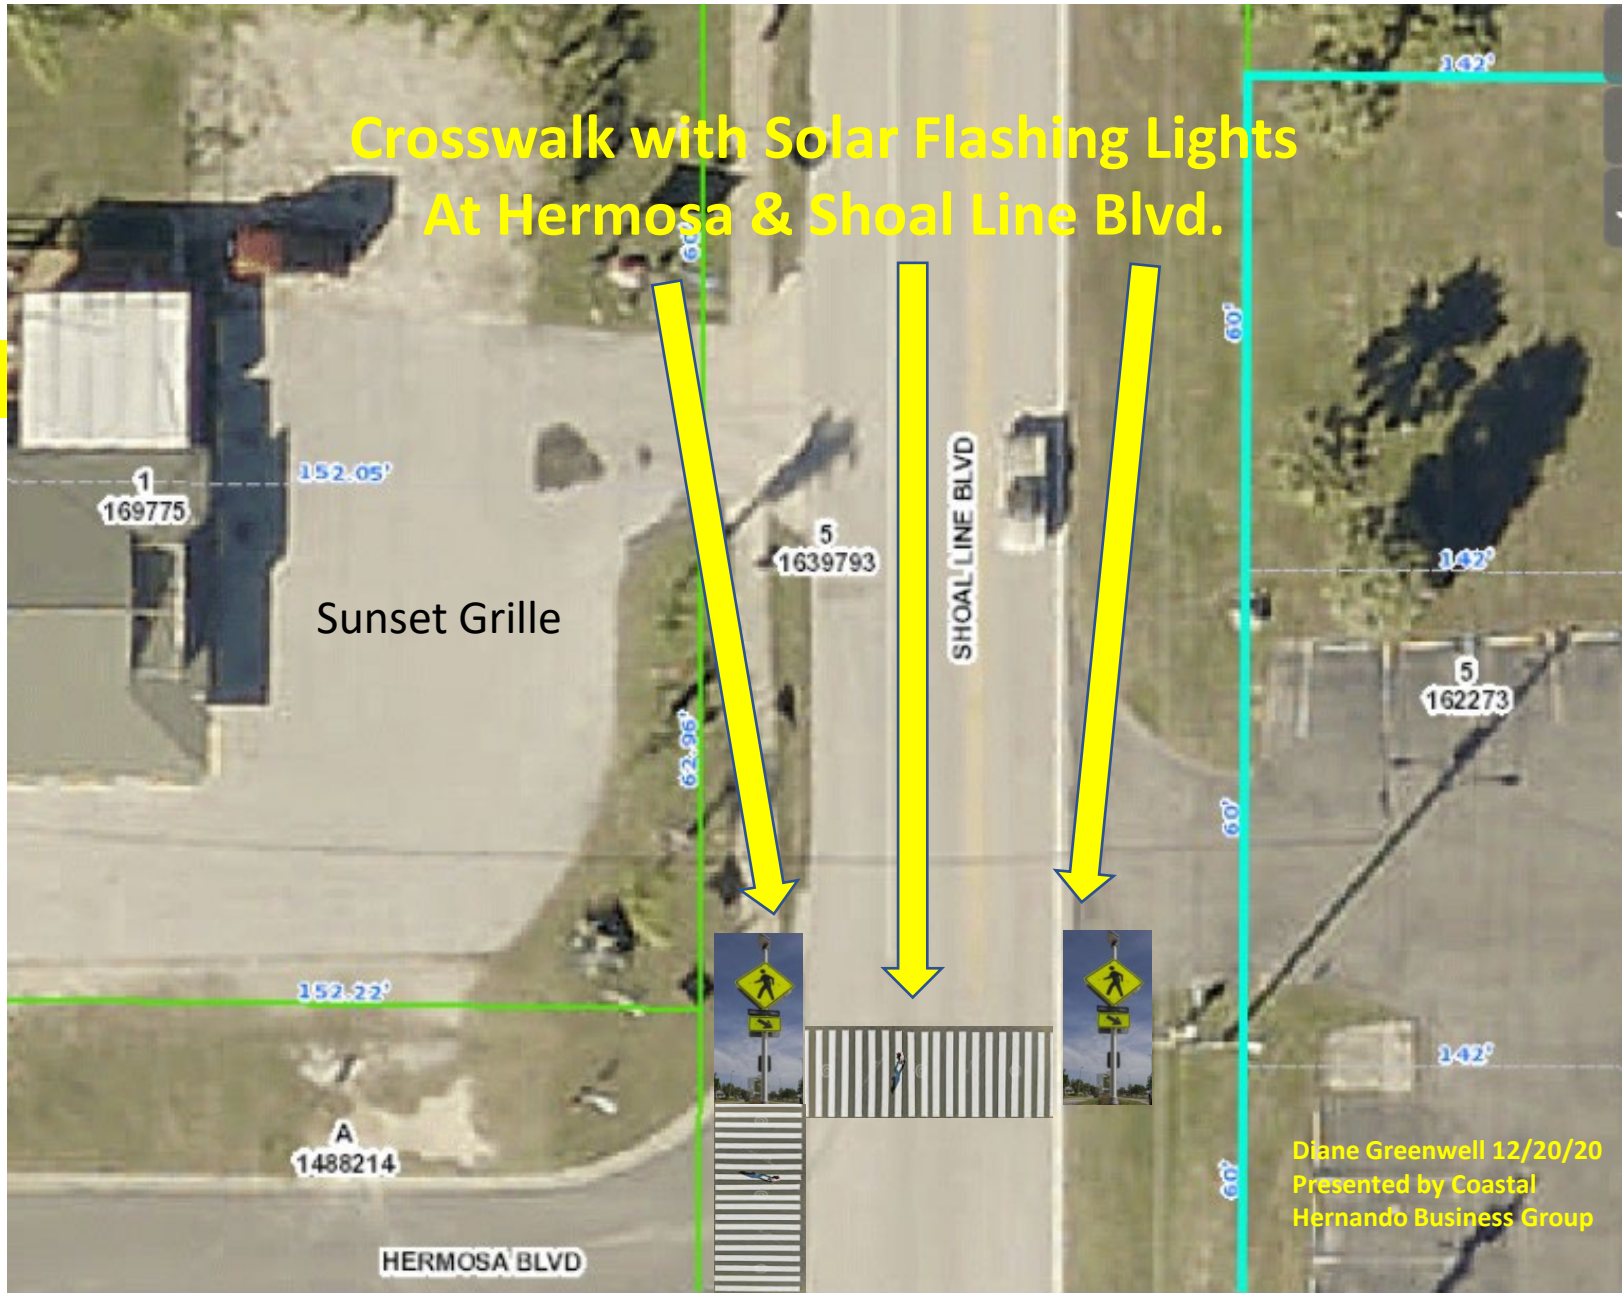 142'
Crosswalk with Solar Flashing Lights
At Hermosa & Shoal Line Blvd.
60'
60'
SHOAL LINE BLVD
152.05'
1
169775
5
1639793
142'
Sunset Grille
5
162273
62.96'
60'
152.22'
142'
A
1488214
Diane Greenwell 12/20/20
Presented by Coastal
Hernando Business Group
60'
HERMOSA BLVD